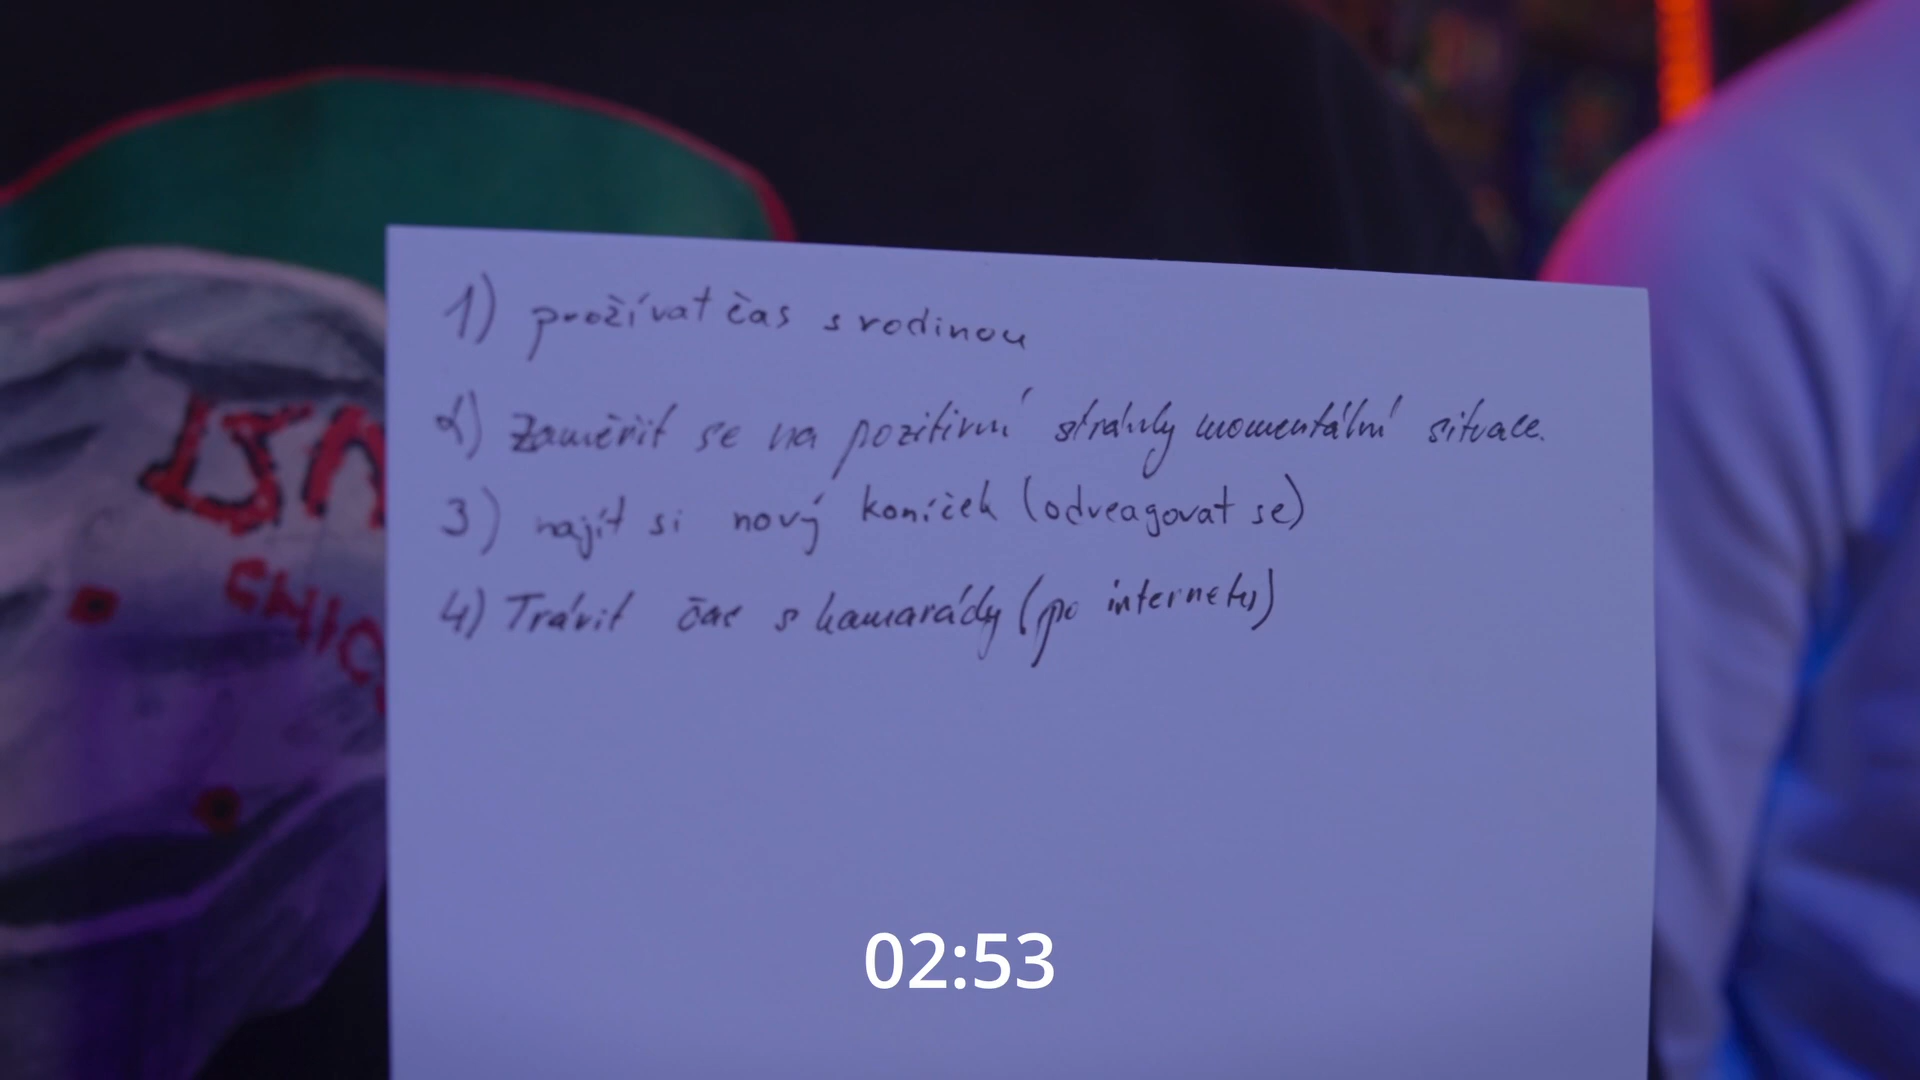 1) prožívat čas s rodinou
2) Zaměřit se na pozitivní stránky momentální situace.
3) najít si nový koníček (odreagovat se)
4) Trávit čas s kamarády (po internetu)
02:53